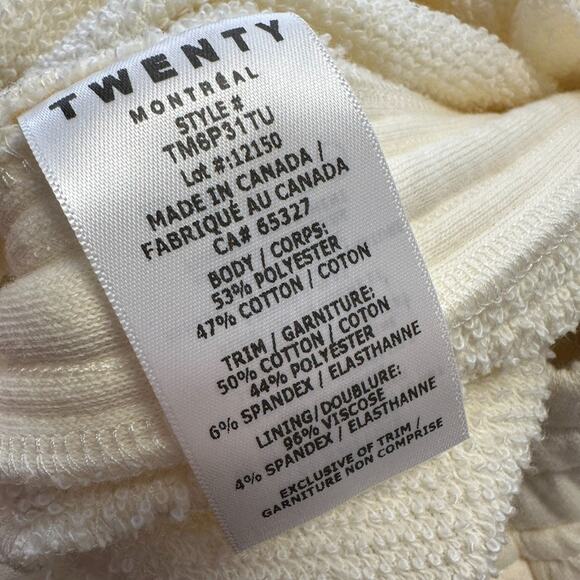 TWENTY
MONTRÉAL
STYLE#
TM6P31TU
Lot #:12150
MADE IN CANADA /
FABRIQUÉ AU CANADA
CA# 65327
BODY / CORPS:
53% POLYESTER
47% COTTON / COTON
TRIM / GARNITURE:
50% COTTON / COTON
44% POLYESTER
6% SPANDEX / ELASTHANNE
LINING/DOUBLURE:
96% VISCOSE
4% SPANDEX / ELASTHANNE
EXCLUSIVE OF TRIM /
GARNITURE NON COMPRISE